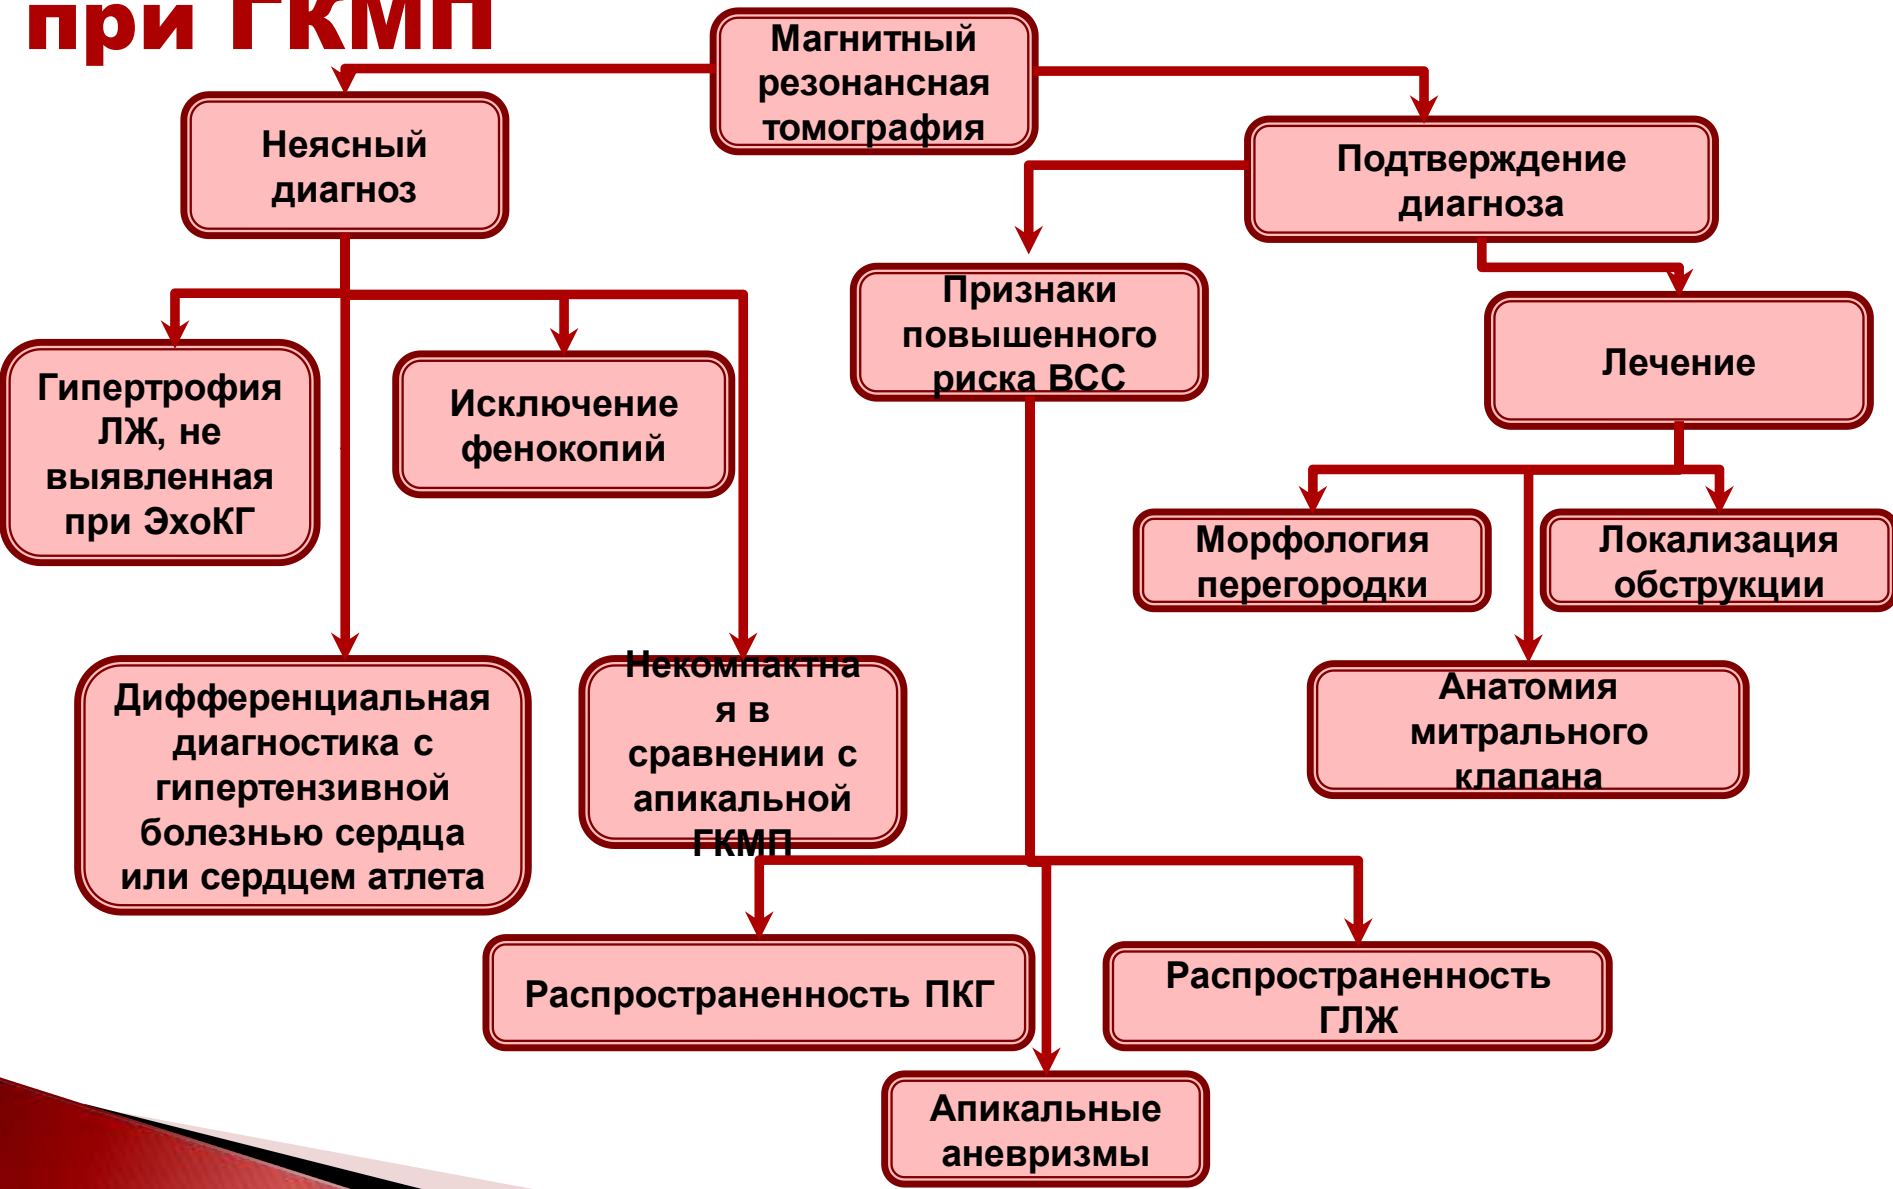 при ГКМП
Магнитный
резонансная
томография
Неясный
диагноз
Подтверждение
диагноза
Гипертрофия
ЛЖ, не
выявленная
при ЭхоКГ
Исключение
фенокопий
Дифференциальная
диагностика с
гипертензивной
болезнью сердца
или сердцем атлета
Некомпактна
я в
сравнении с
апикальной
ГКМП
Признаки
повышенного
риска ВСС
Лечение
Морфология
перегородки
Локализация
обструкции
Анатомия
митрального
клапана
Распространенность ПКГ
Распространенность
ГЛЖ
Апикальные
аневризмы